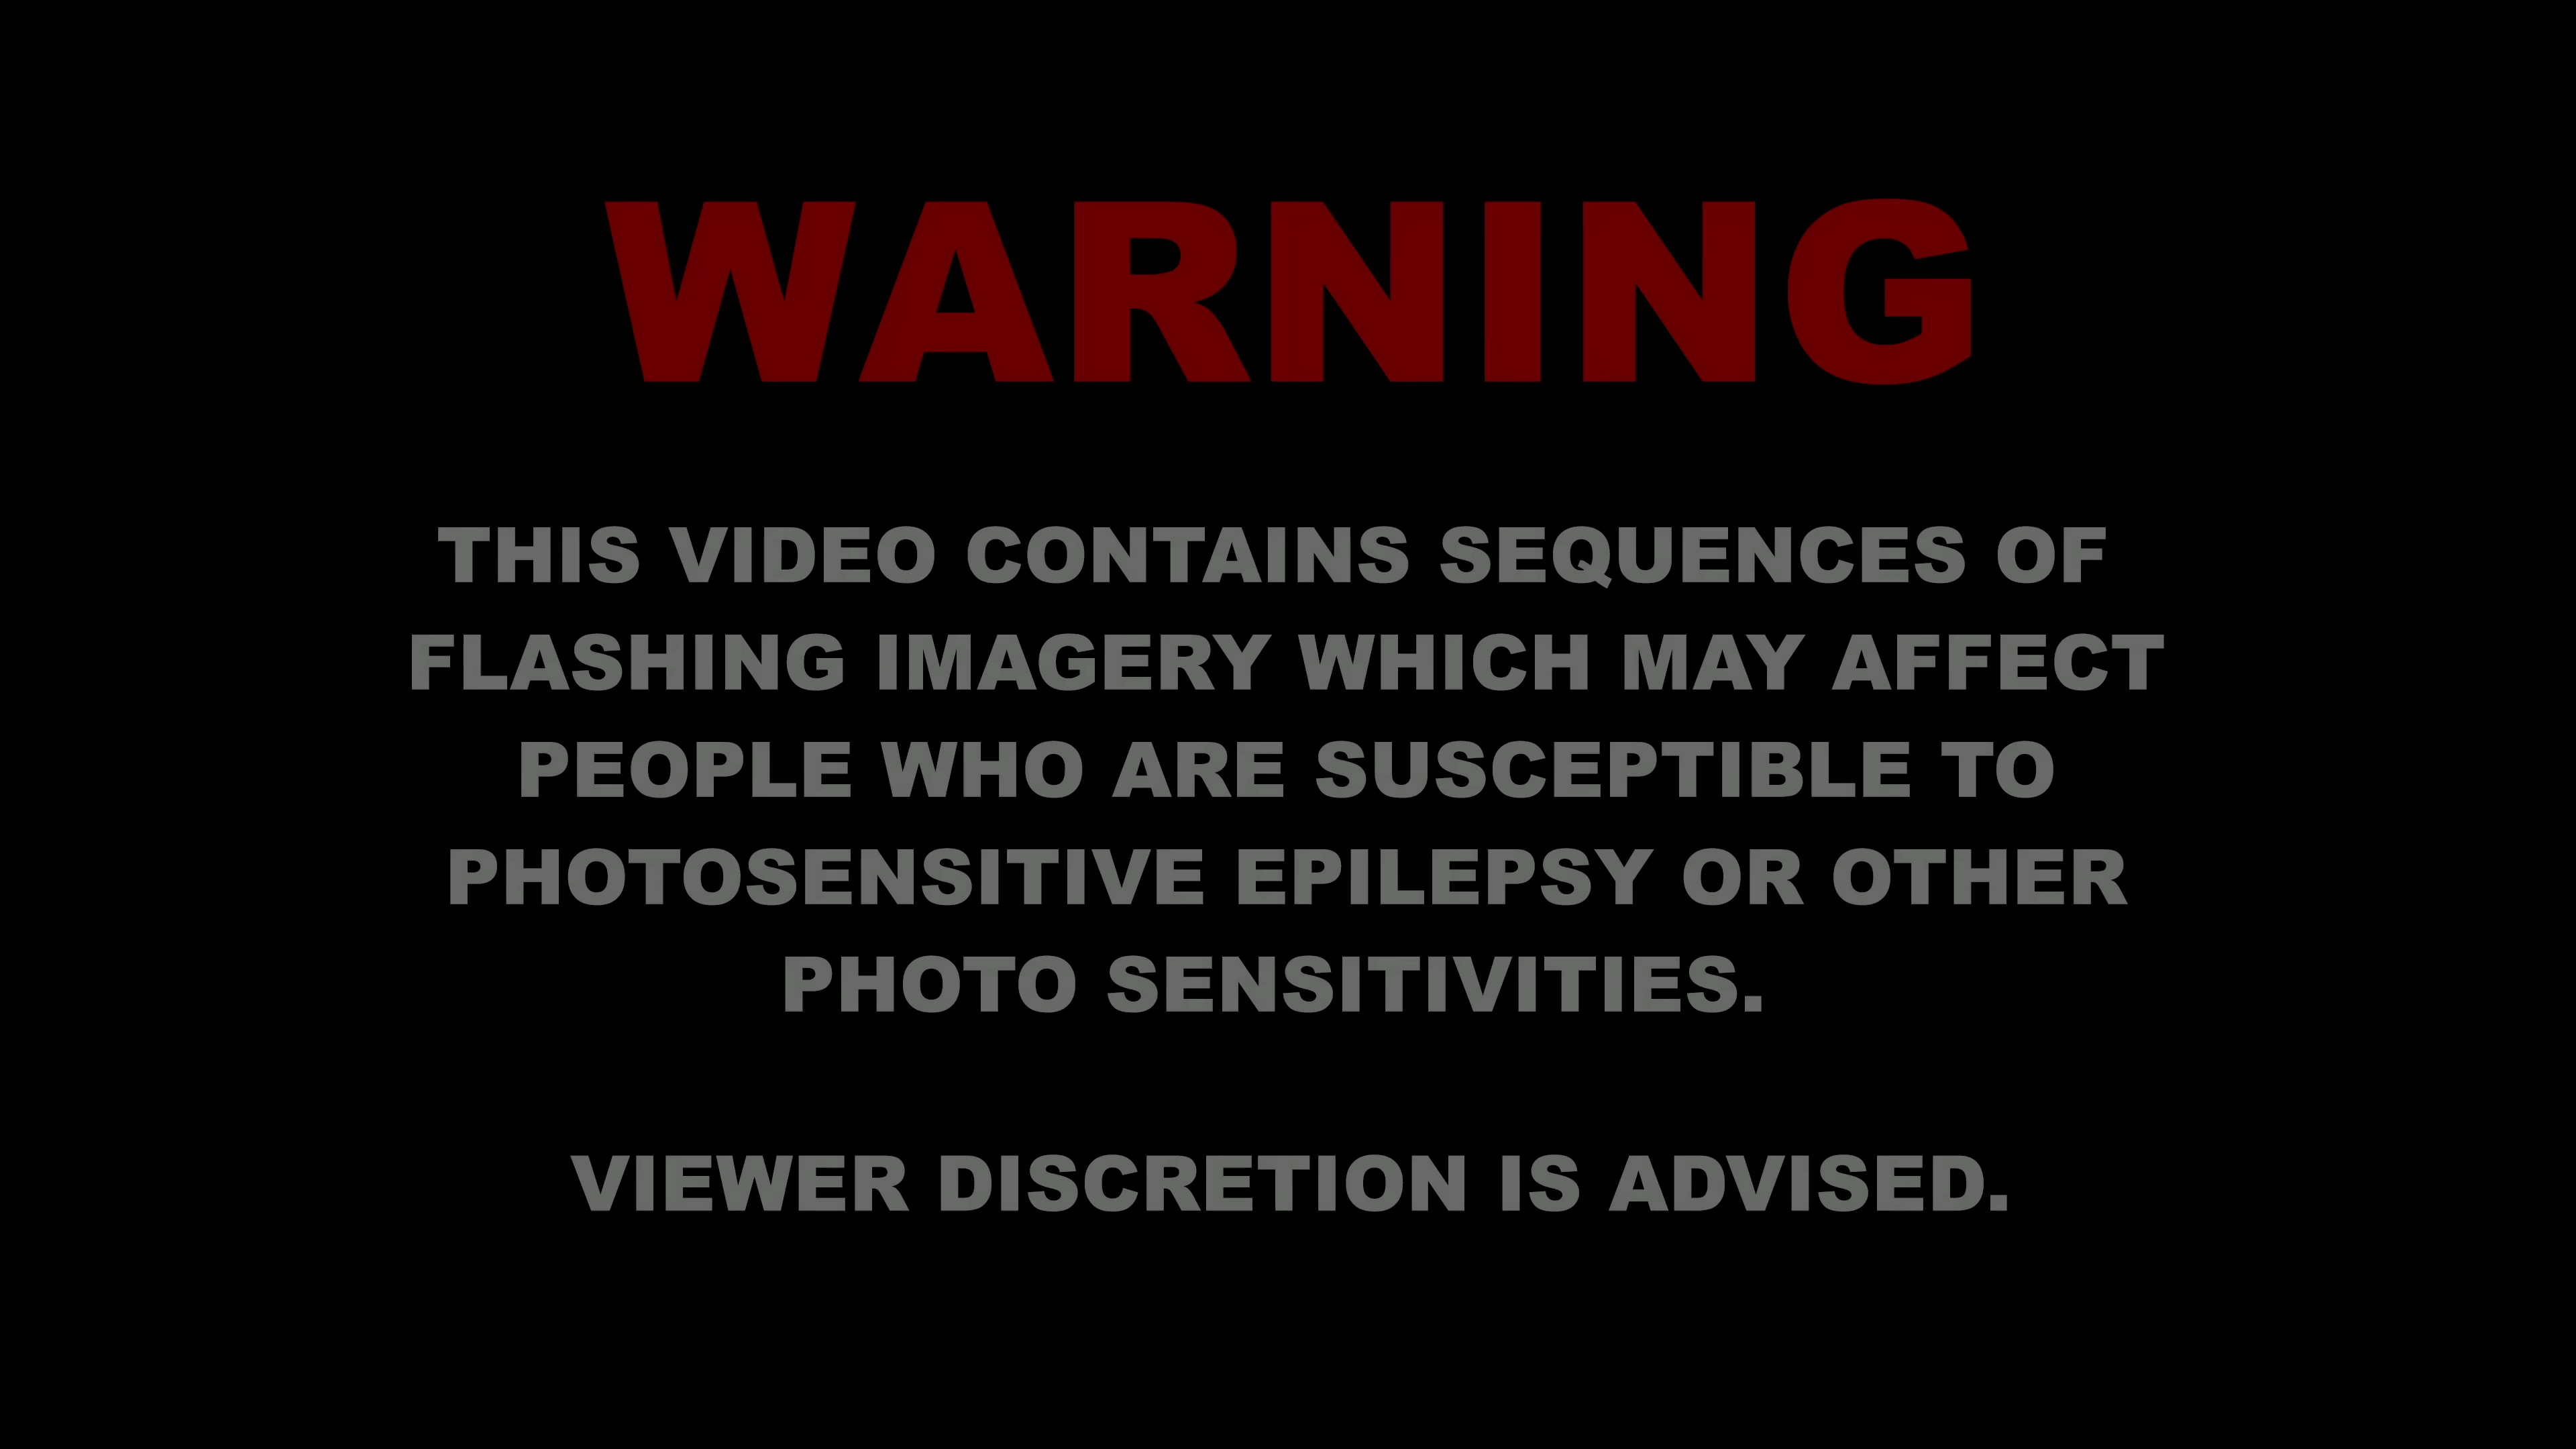 WARNING
THIS VIDEO CONTAINS SEQUENCES OF
FLASHING IMAGERY WHICH MAY AFFECT
PEOPLE WHO ARE SUSCEPTIBLE TO
PHOTOSENSITIVE EPILEPSY OR OTHER
PHOTO SENSITIVITIES.
VIEWER DISCRETION IS ADVISED.